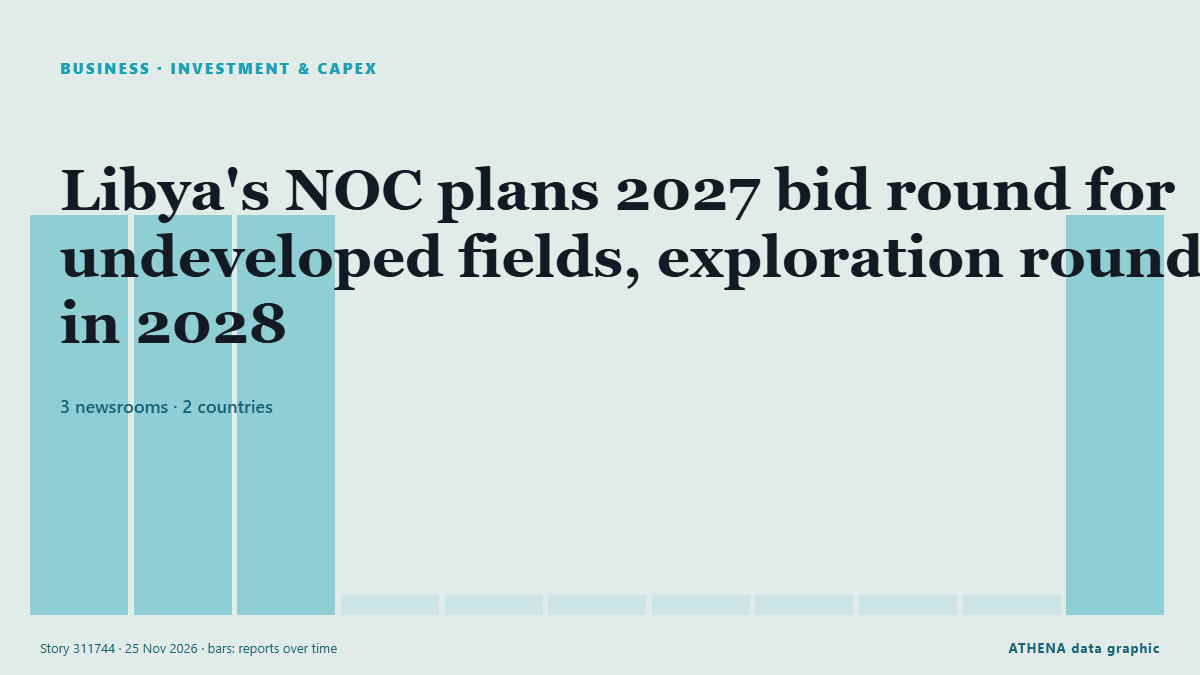 BUSINESS · INVESTMENT & CAPEX
Libya's NOC plans 2027 bid round for
undeveloped fields, exploration round
in 2028
3 newsrooms · 2 countries
Story 311744 · 25 Nov 2026 · bars: reports over time
ATHENA data graphic